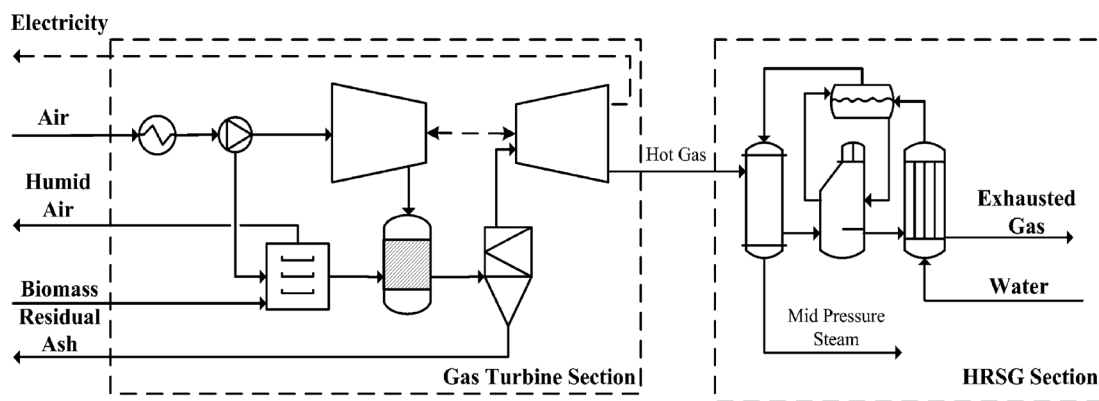 Electricity
Air
Humid
Air
Biomass
Residual
Ash
Gas Turbine Section
Hot Gas
Exhausted
Gas
Water
Mid Pressure
Steam
HRSG Section